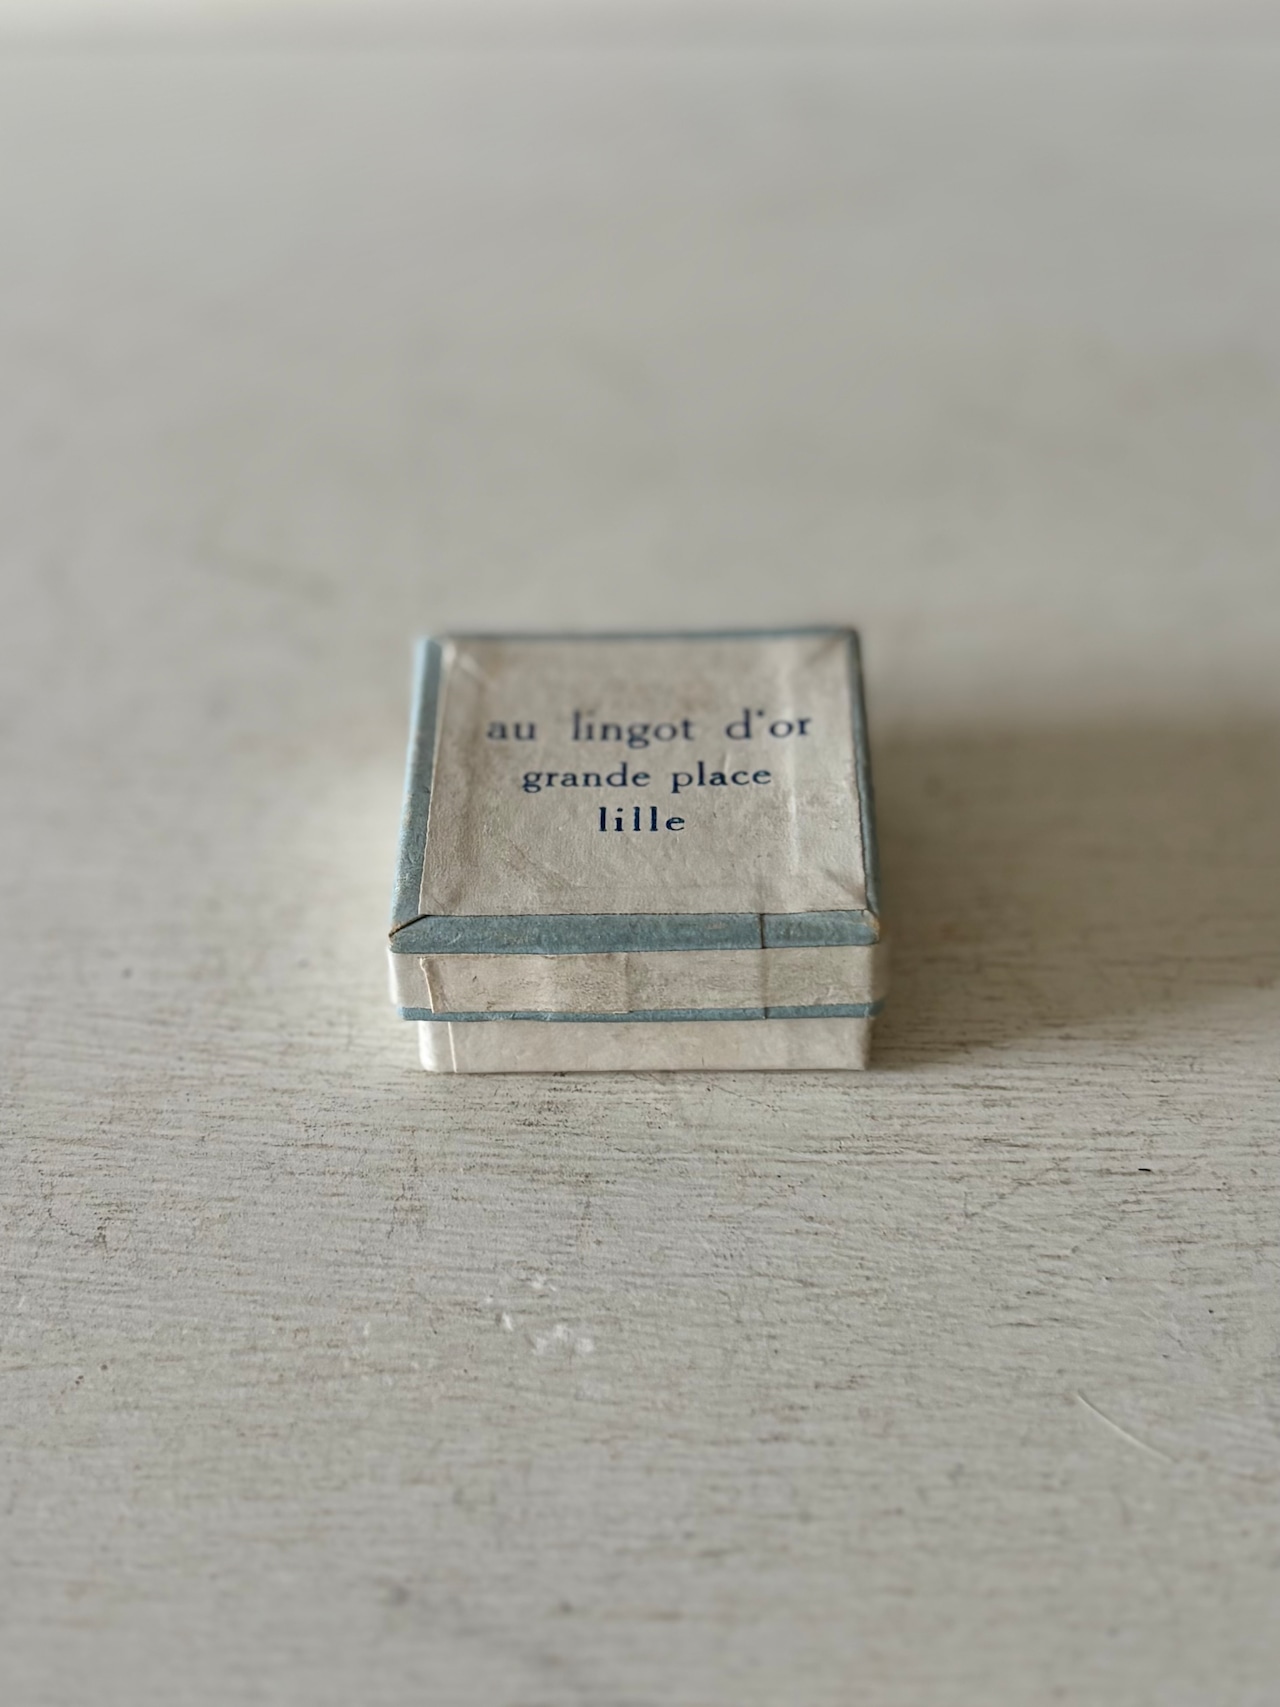 au lingot d'or
grande place
lille